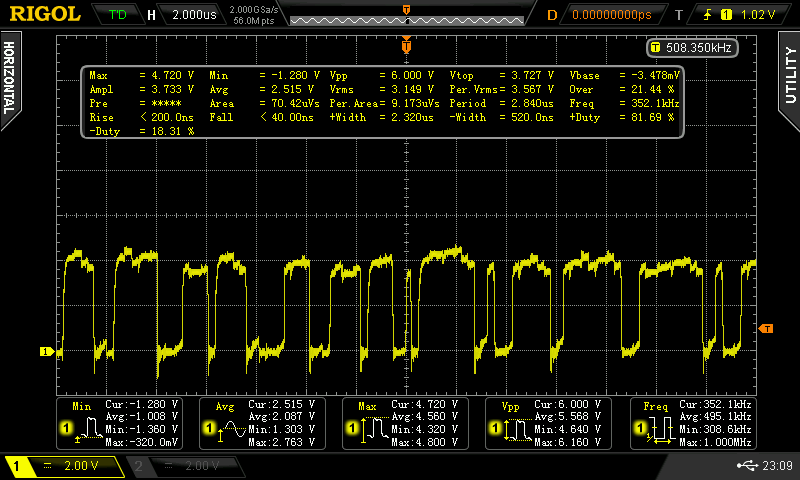 RIGOL T'D H 2.000us 2.000GSa/s 56.0M pts D 0.00000000ps T 1 1.02 V
T
HORIZONTAL
UTILITY
T 508.350kHz
Max = 4.720 V Min = -1.280 V Vpp = 6.000 V Vtop = 3.727 V Vbase = -3.478mV
Ampl = 3.733 V Avg = 2.515 V Vrms = 3.149 V Per.Vrms = 3.567 V Over = 21.44 %
Pre = ***** Area = 70.42uVs Per.Area = 9.173uVs Period = 2.840us Freq = 352.1kHz
Rise < 200.0ns Fall < 40.00ns +Width = 2.320us -Width = 520.0ns +Duty = 81.69 %
-Duty = 18.31 %
T
1
Min Cur:-1.280 V
Avg:-1.008 V
1 Min:-1.360 V
Max:-320.0mV
Avg Cur:2.515 V
Avg:2.087 V
1 Min:1.303 V
Max:2.763 V
Max Cur:4.720 V
Avg:4.560 V
1 Min:4.320 V
Max:4.800 V
Vpp Cur:6.000 V
Avg:5.568 V
1 Min:4.640 V
Max:6.160 V
Freq Cur:352.1kHz
Avg:495.1kHz
1 Min:308.6kHz
Max:1.000MHz
1 2.00 V 2 2.00 V 23:09